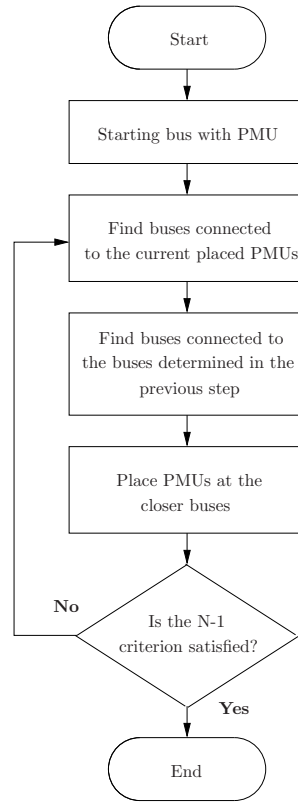 Start
Starting bus with PMU
Find buses connected
to the current placed PMUs
Find buses connected to
the buses determined in the
previous step
Place PMUs at the
closer buses
No
Is the N-1
criterion satisfied?
Yes
End